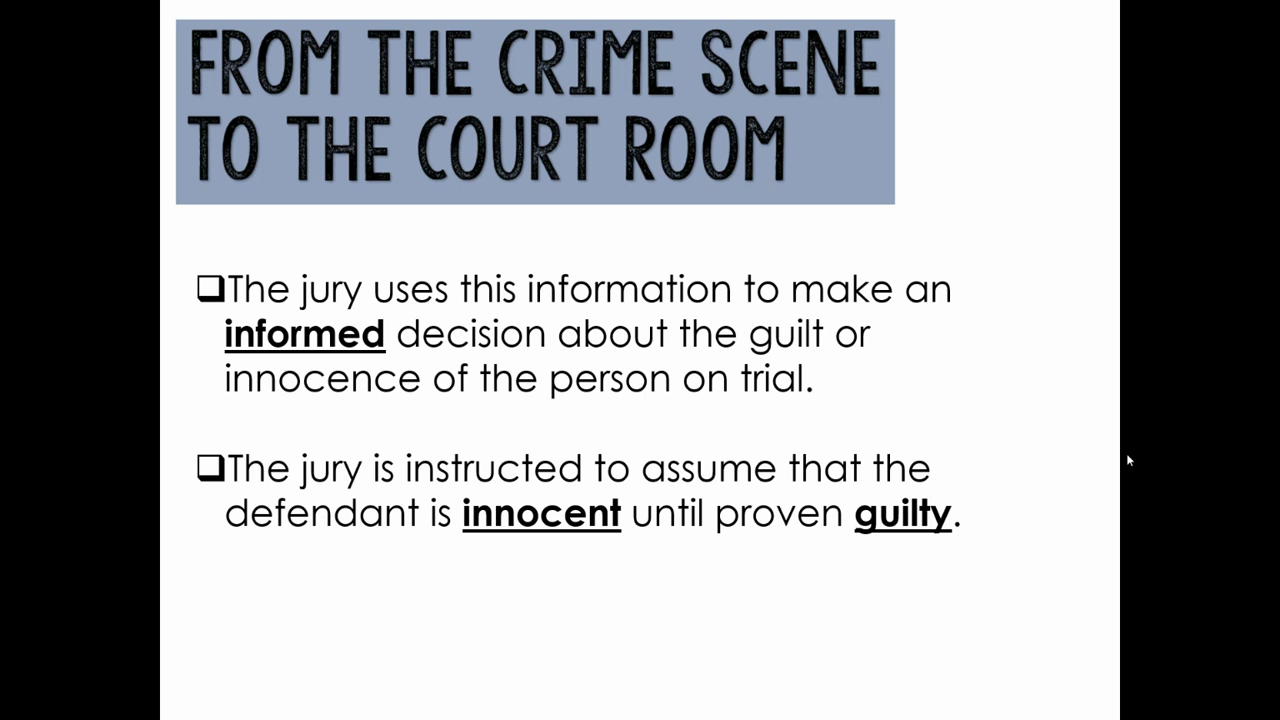 FROM THE CRIME SCENE
TO THE COURT ROOM
❑The jury uses this information to make an
informed decision about the guilt or
innocence of the person on trial.
❑The jury is instructed to assume that the
defendant is innocent until proven guilty.